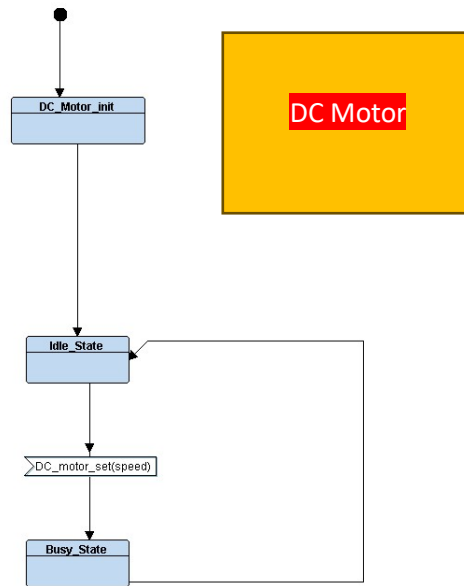 DC_Motor_init
DC Motor
Idle_State
DC_motor_set(speed)
Busy_State